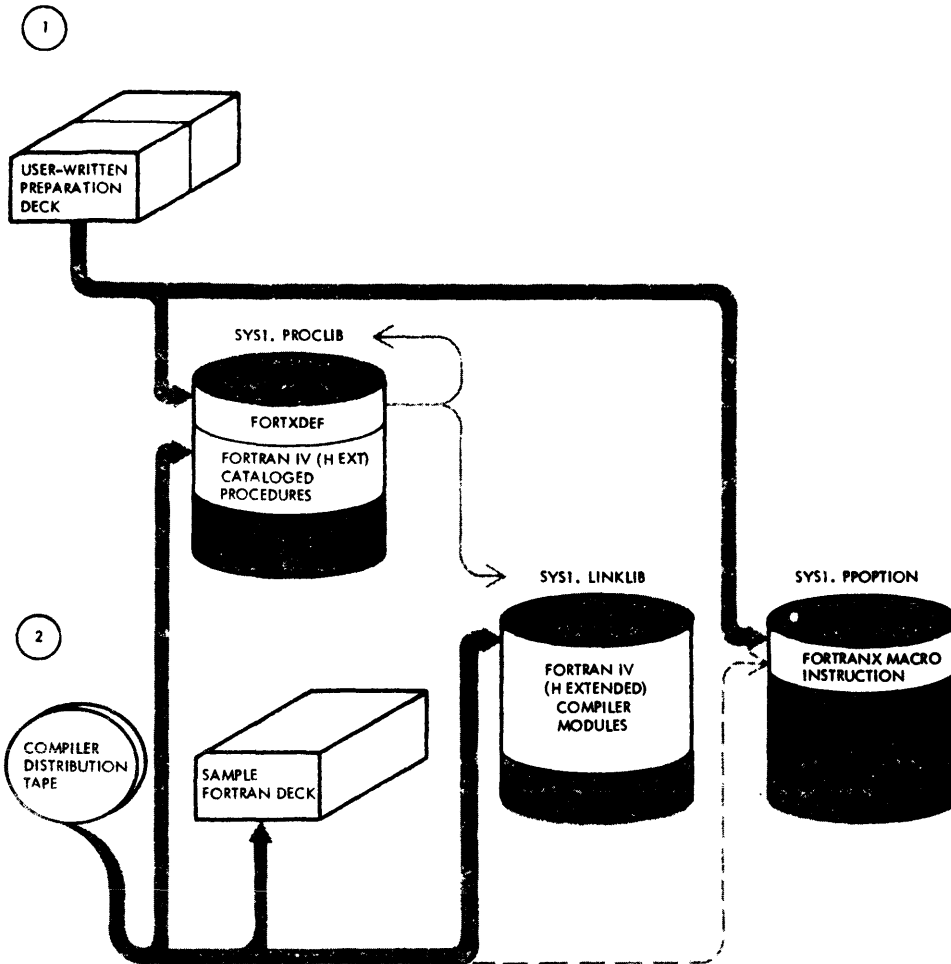 1
USER-WRITTEN
PREPARATION
DECK
SYS1. PROCLIB
FORTXDEF
FORTRAN IV (H EXT)
CATALOGED
PROCEDURES
SYS1. LINKLIB
SYS1. PPOPTION
2
FORTRAN IV
(H EXTENDED)
COMPILER
MODULES
FORTRANX MACRO
INSTRUCTION
COMPILER
DISTRIBUTION
TAPE
SAMPLE
FORTRAN DECK